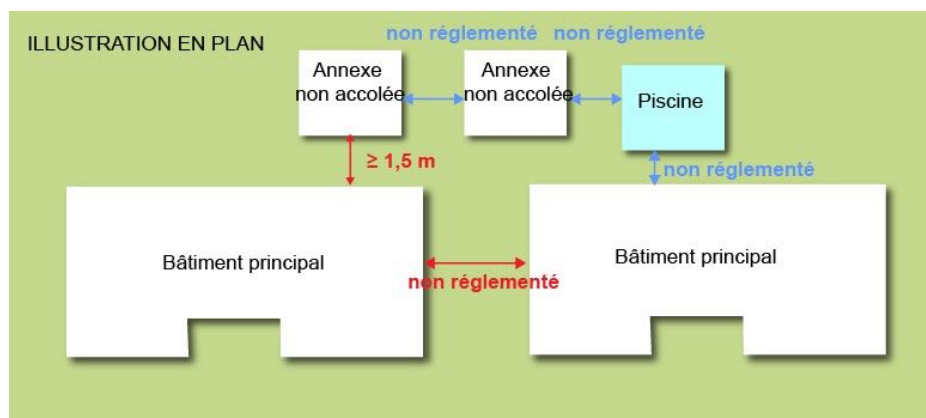 ILLUSTRATION EN PLAN
non réglementé
non réglementé
Annexe
non accolée
Annexe
non accolée
Piscine
≥ 1,5 m
non réglementé
Bâtiment principal
Bâtiment principal
non réglementé